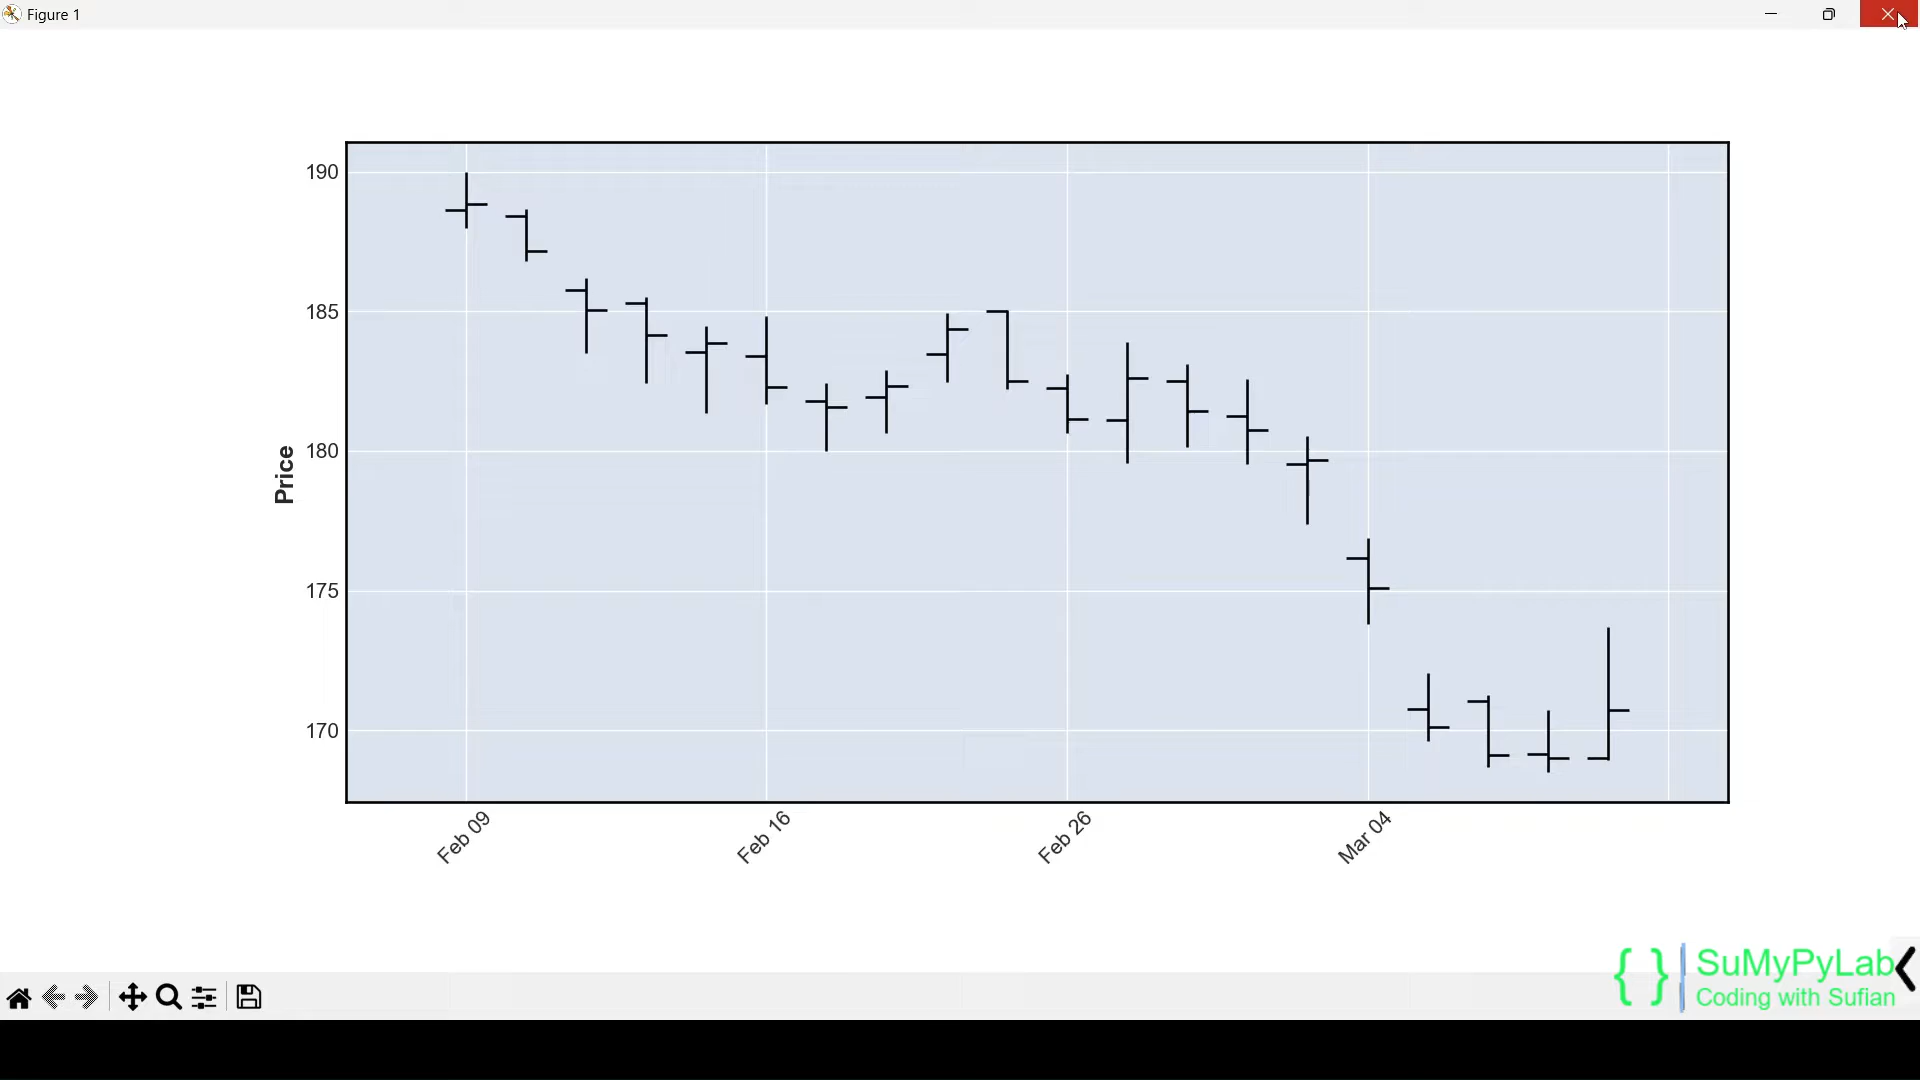 Figure 1
190
185
180
175
170
Price
Feb 09
Feb 16
Feb 26
Mar 04
{ } SuMyPyLab
Coding with Sufian